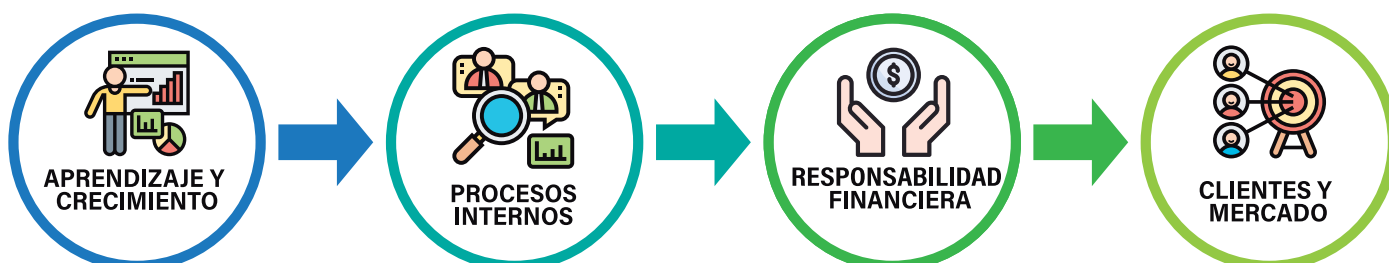 APRENDIZAJE Y
CRECIMIENTO
PROCESOS
INTERNOS
$
RESPONSABILIDAD
FINANCIERA
CLIENTES Y
MERCADO